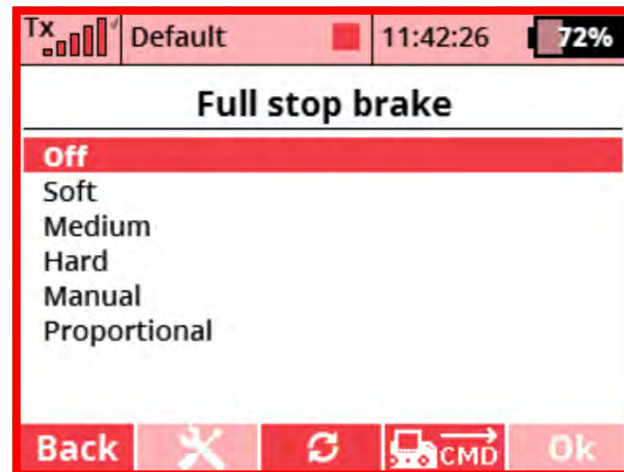 Tx Default 11:42:26 72%
Full stop brake
Off
Soft
Medium
Hard
Manual
Proportional
Back CMD Ok